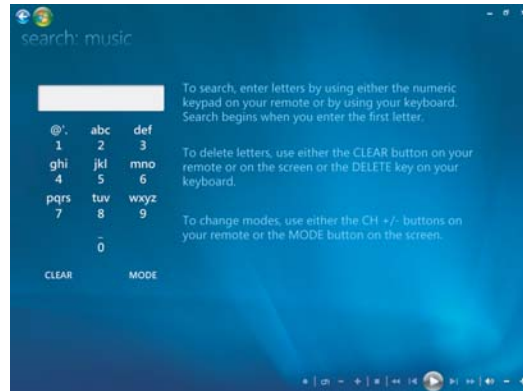 search: music
To search, enter letters by using either the numeric
keypad on your remote or by using your keyboard.
Search begins when you enter the first letter.
To delete letters, use either the CLEAR button on your
remote or on the screen or the DELETE key on your
keyboard.
To change modes, use either the CH +/- buttons on
your remote or the MODE button on the screen.
@'. abc def
1 2 3
ghi jkl mno
4 5 6
pqrs tuv wxyz
7 8 9
_
0
CLEAR MODE